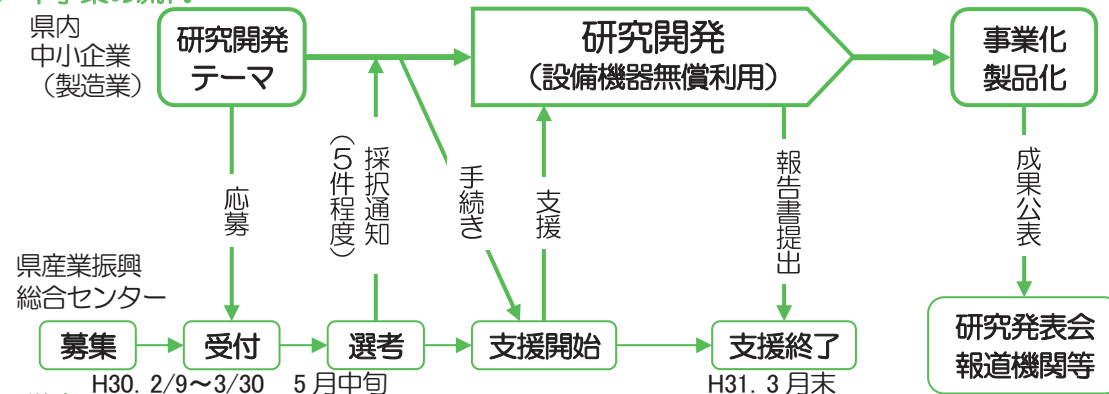 県内
中小企業
（製造業）
研究開発
テーマ
研究開発
（設備機器無償利用）
事業化
製品化
応募
採択通知
（５件程度）
手続き
支援
報告書提出
成果公表
県産業振興
総合センター
募集
受付
選考
支援開始
支援終了
研究発表会
報道機関等
H30. 2/9～3/30
５月中旬
H31. 3月末